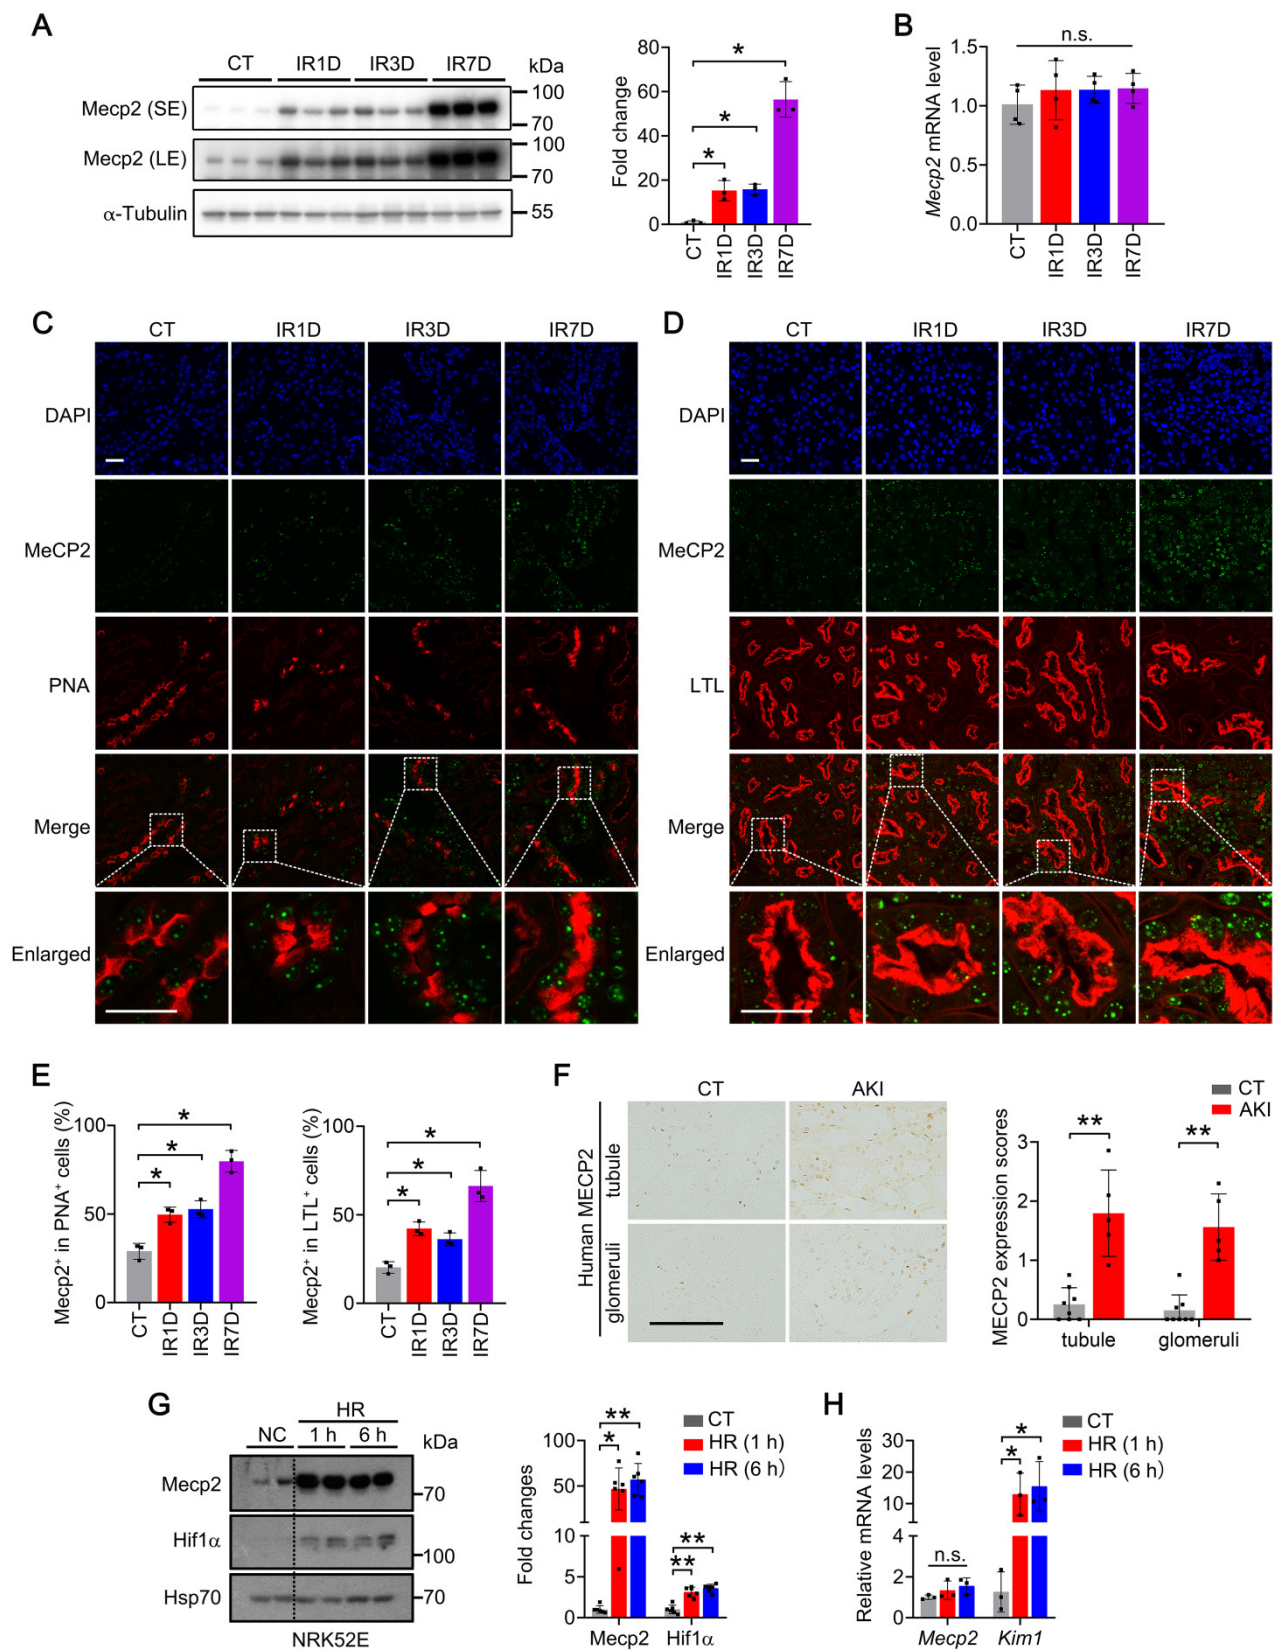 A
CT IR1D IR3D IR7D kDa
Mecp2 (SE)
100
70
Mecp2 (LE)
100
70
α-Tubulin
55
Fold change
80
60
40
20
0
* * *
CT IR1D IR3D IR7D
B
n.s.
Mecp2 mRNA level
1.5
1.0
0.5
0.0
CT IR1D IR3D IR7D
C
CT IR1D IR3D IR7D
DAPI
MeCP2
PNA
Merge
Enlarged
D
CT IR1D IR3D IR7D
DAPI
MeCP2
LTL
Merge
Enlarged
E
Mecp2⁺ in PNA⁺ cells (%)
100
50
0
* * *
CT IR1D IR3D IR7D
Mecp2⁺ in LTL⁺ cells (%)
100
50
0
* * *
CT IR1D IR3D IR7D
F
CT AKI
Human MECP2
tubule
glomeruli
CT
AKI
MECP2 expression scores
3
2
1
0
** **
tubule glomeruli
G
HR
NC 1 h 6 h kDa
Mecp2
70
Hif1α
100
Hsp70
70
NRK52E
CT
HR (1 h)
HR (6 h)
Fold changes
100
50
10
5
0
** * ** **
Mecp2 Hif1α
H
CT
HR (1 h)
HR (6 h)
Relative mRNA levels
30
20
10
4
2
0
n.s. * *
Mecp2 Kim1